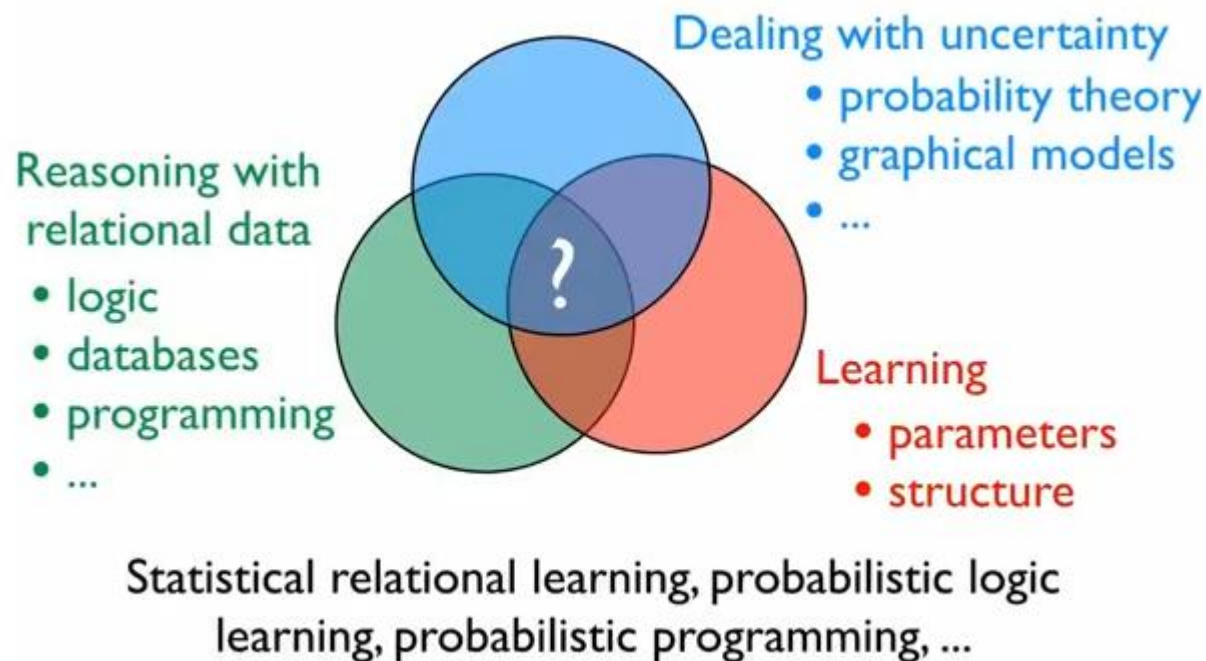 Dealing with uncertainty
• probability theory
• graphical models
• ...
Reasoning with
relational data
• logic
• databases
• programming
• ...
?
Learning
• parameters
• structure
Statistical relational learning, probabilistic logic
learning, probabilistic programming, ...